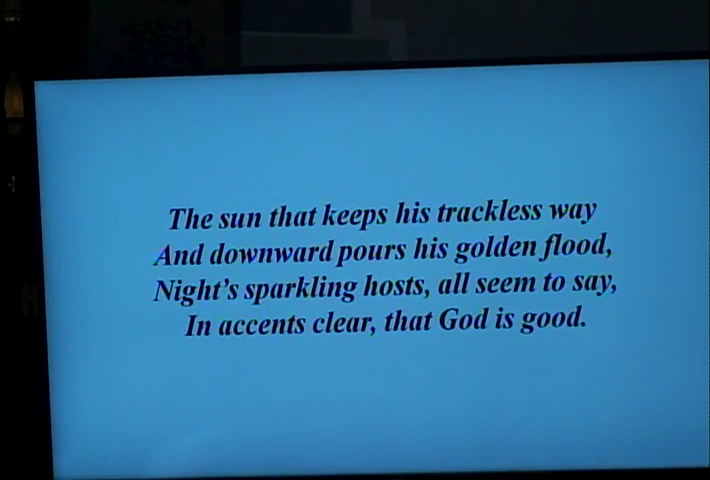 The sun that keeps his trackless way
And downward pours his golden flood,
Night's sparkling hosts, all seem to say,
In accents clear, that God is good.